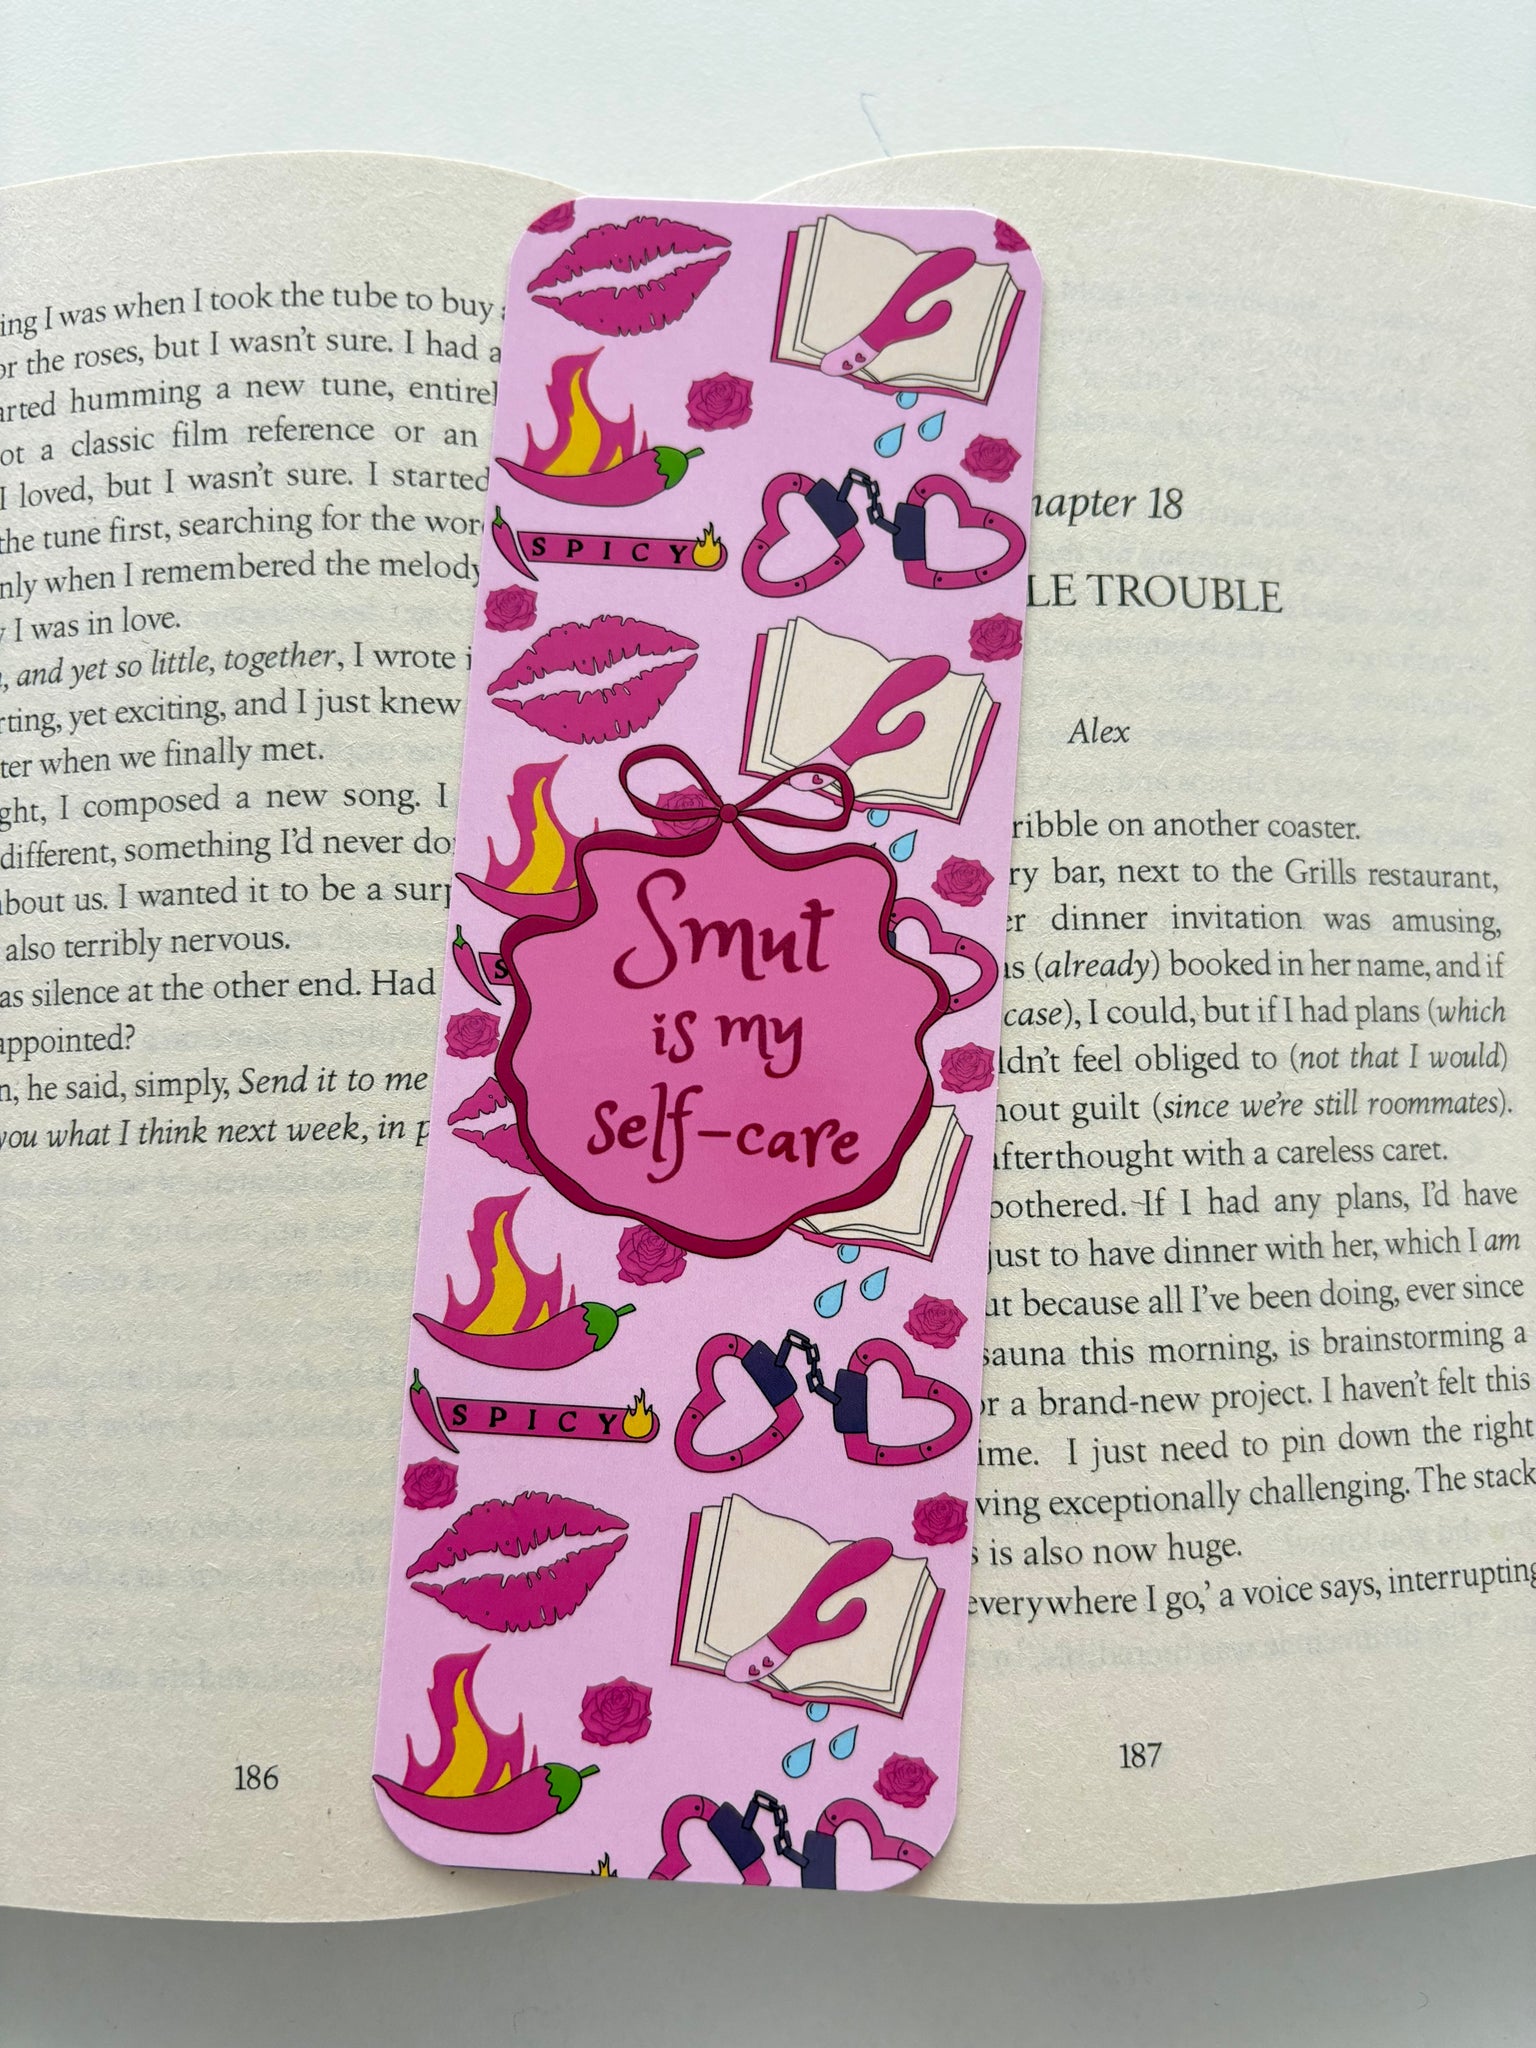 ing I was when I took the tube to buy
or the roses, but I wasn't sure. I had a
arted humming a new tune, entirel
ot a classic film reference or an
I loved, but I wasn't sure. I started
the tune first, searching for the wor
nly when I remembered the melody
y I was in love.
, and yet so little, together, I wrote i
rting, yet exciting, and I just knew
ter when we finally met.
ght, I composed a new song. I
different, something I'd never do
about us. I wanted it to be a surp
also terribly nervous.
as silence at the other end. Had
appointed?
n, he said, simply, Send it to me
you what I think next week, in p
186
SPICY
Smut
is my
self-care
S
SPICY
hapter 18
LE TROUBLE
Alex
ribble on another coaster.
ry bar, next to the Grills restaurant,
er dinner invitation was amusing,
as (already) booked in her name, and if
case), I could, but if I had plans (which
ldn't feel obliged to (not that I would)
hout guilt (since we're still roommates).
afterthought with a careless caret.
bothered. If I had any plans, I'd have
just to have dinner with her, which I am
ut because all I've been doing, ever since
sauna this morning, is brainstorming a
or a brand-new project. I haven't felt this
ime. I just need to pin down the right
ving exceptionally challenging. The stack
s is also now huge.
everywhere I go,' a voice says, interrupting
187